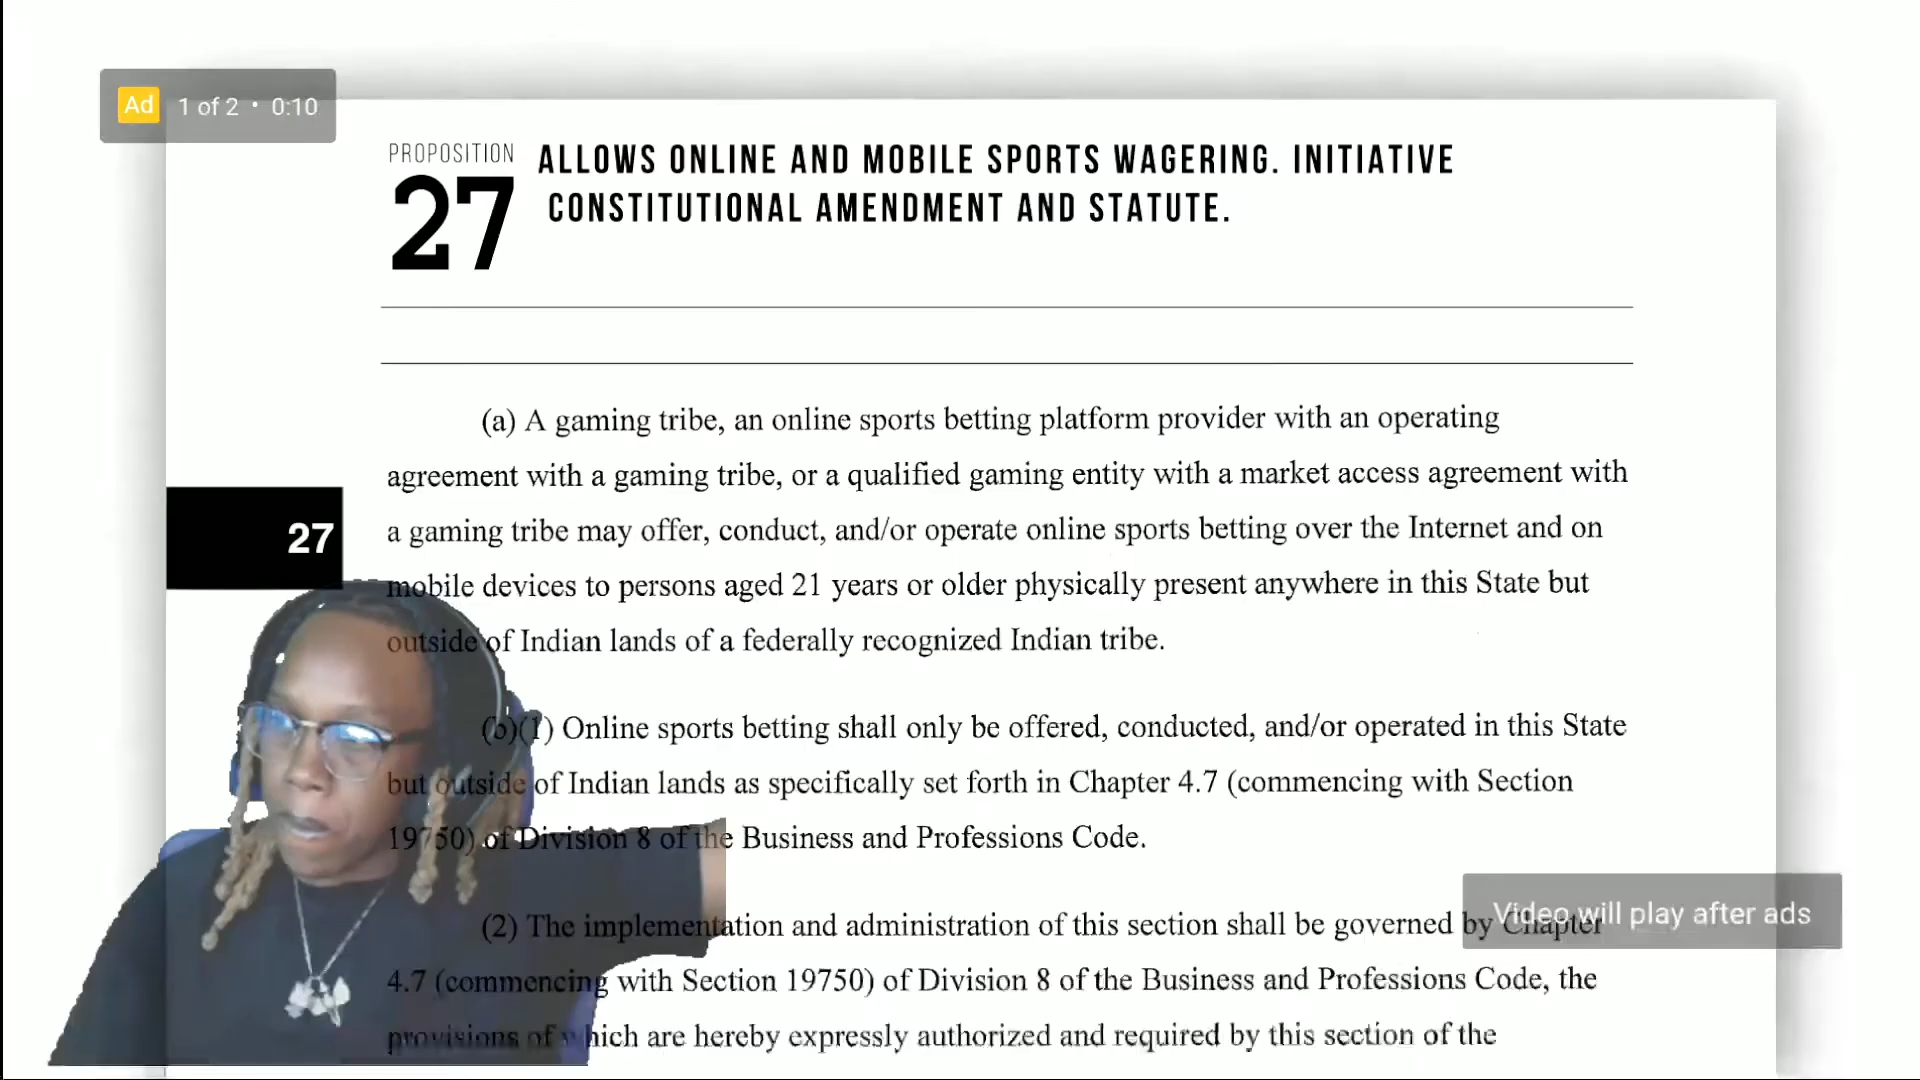 Ad 1 of 2 • 0:10
PROPOSITION
27
ALLOWS ONLINE AND MOBILE SPORTS WAGERING. INITIATIVE
CONSTITUTIONAL AMENDMENT AND STATUTE.
(a) A gaming tribe, an online sports betting platform provider with an operating
agreement with a gaming tribe, or a qualified gaming entity with a market access agreement with
27
a gaming tribe may offer, conduct, and/or operate online sports betting over the Internet and on
mobile devices to persons aged 21 years or older physically present anywhere in this State but
outside of Indian lands of a federally recognized Indian tribe.
(b)(1) Online sports betting shall only be offered, conducted, and/or operated in this State
but outside of Indian lands as specifically set forth in Chapter 4.7 (commencing with Section
19750) of Division 8 of the Business and Professions Code.
Video will play after ads
(2) The implementation and administration of this section shall be governed by Chapter
4.7 (commencing with Section 19750) of Division 8 of the Business and Professions Code, the
provisions of which are hereby expressly authorized and required by this section of the